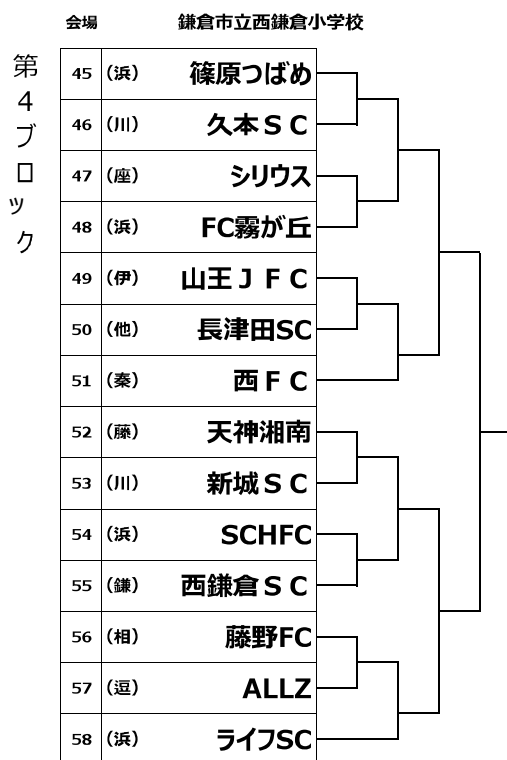 会場 鎌倉市立西鎌倉小学校
第4ブロック
45 （浜） 篠原つばめ
46 （川） 久本ＳＣ
47 （座） シリウス
48 （浜） FC霧が丘
49 （伊） 山王ＪＦＣ
50 （他） 長津田SC
51 （秦） 西ＦＣ
52 （藤） 天神湘南
53 （川） 新城ＳＣ
54 （浜） SCHFC
55 （鎌） 西鎌倉ＳＣ
56 （相） 藤野FC
57 （逗） ALLZ
58 （浜） ライフSC